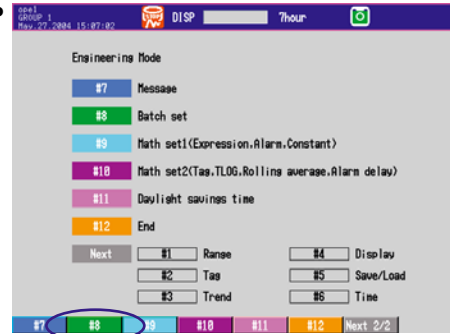 opel
GROUP 1
May.27.2004 15:07:02
DISP
7hour
Engineering Mode
#7 Message
#8 Batch set
#9 Math set1(Expression.Alarm.Constant)
#10 Math set2(Tag.TLOG.Rolling average.Alarm delay)
#11 Daylight savings time
#12 End
Next #1 Range #4 Display
#2 Tag #5 Save/Load
#3 Trend #6 Time
#7 #8 #9 #10 #11 #12 Next 2/2